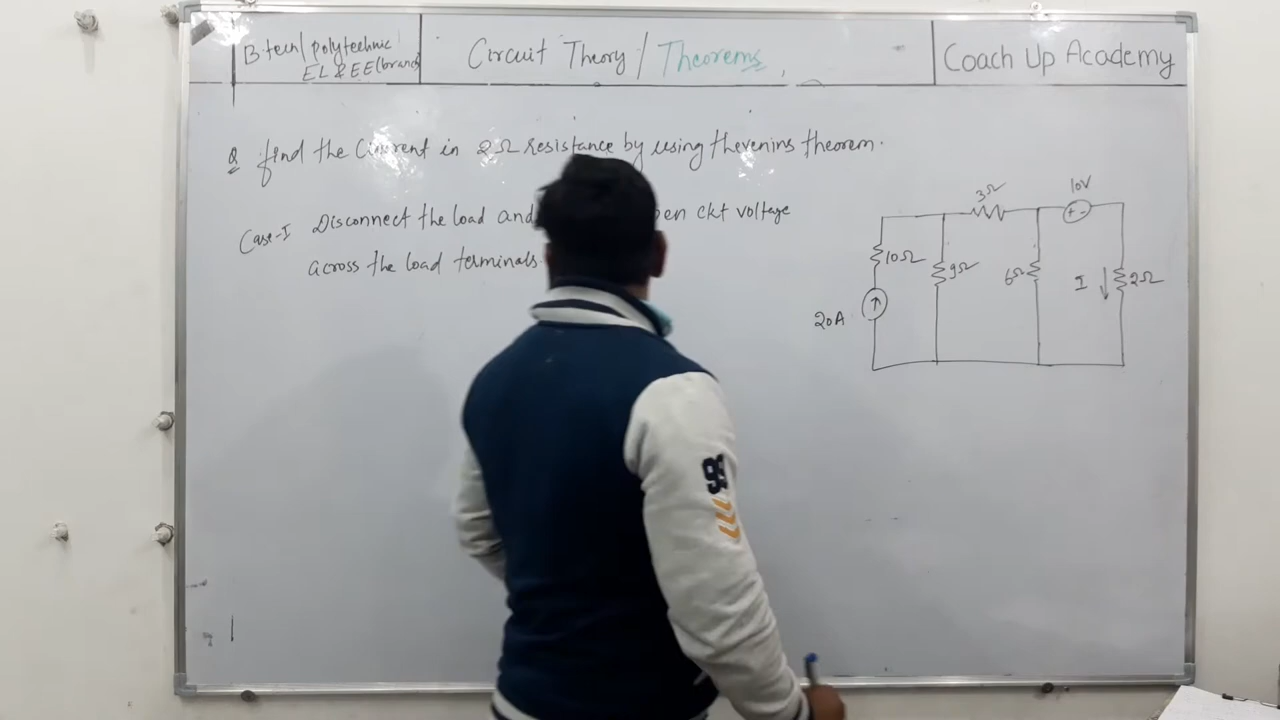 B.tech/polytechnic
EL & EE(branch)
Circuit Theory / Theorems
Coach Up Academy
Q find the Current in 2Ω resistance by using thevenins theorem.
Case-I Disconnect the load and ckt voltage
across the load terminals.
3Ω
10V
+ -
10Ω
9Ω
6Ω
I
2Ω
20A
99